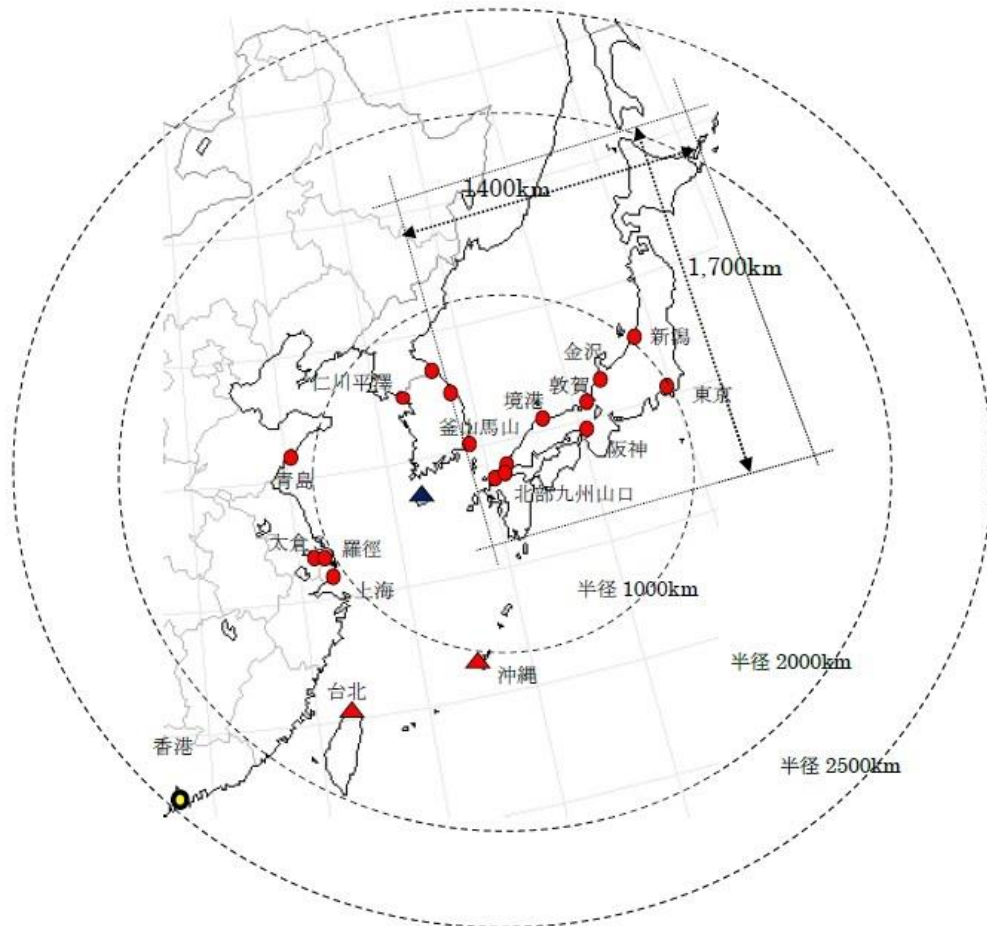 1400km
1,700km
新潟
金沢
仁川平澤
敦賀
東京
境港
釜山馬山
阪神
青島
北部九州山口
太倉
羅徑
上海
半径 1000km
半径 2000km
沖縄
台北
香港
半径 2500km